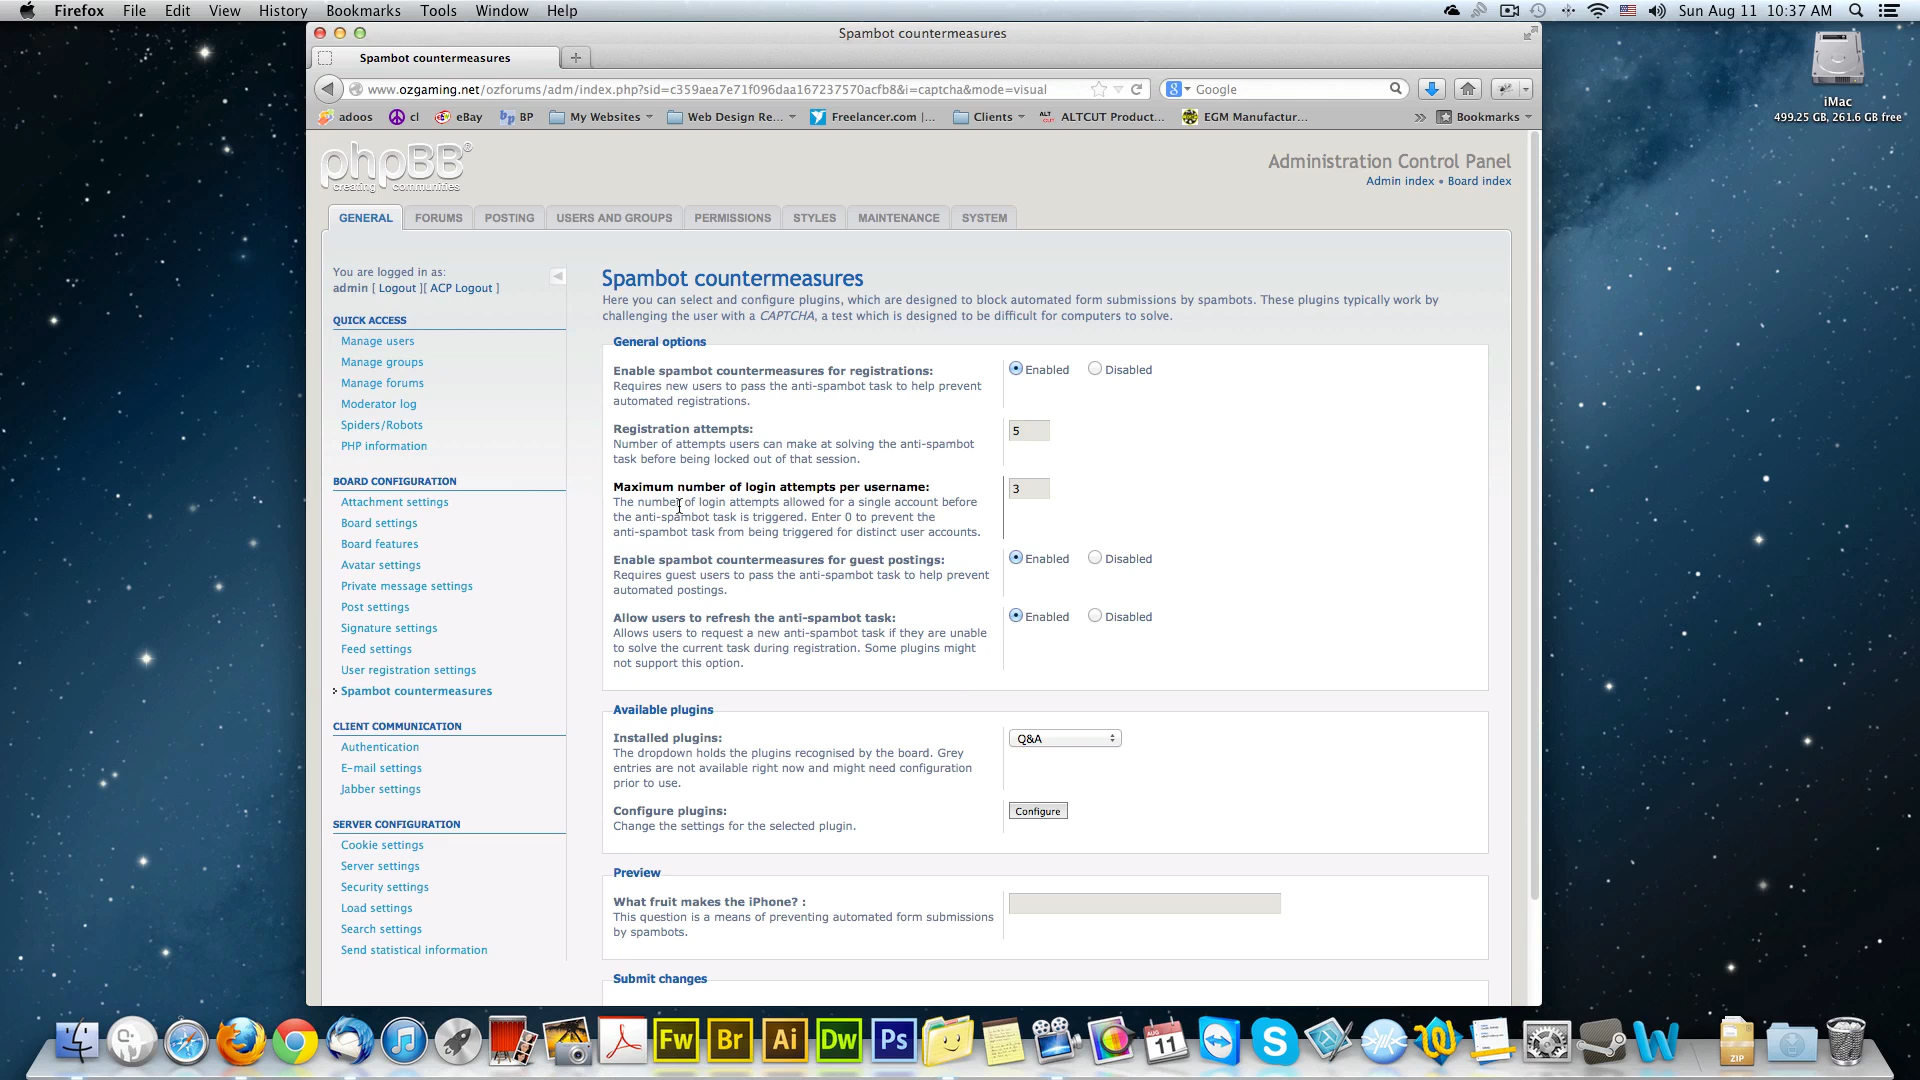 Firefox File Edit View History Bookmarks Tools Window Help
Sun Aug 11 10:37 AM
Spambot countermeasures
Spambot countermeasures
www.ozgaming.net/ozforums/adm/index.php?sid=c359aea7e71f096daa167237570acfb8&i=captcha&mode=visual
Google
adoos cl eBay BP My Websites Web Design Re... Freelancer.com |... Clients ALTCUT Product... EGM Manufactur... Bookmarks
iMac
499.25 GB, 261.6 GB free
phpBB®
creating communities
Administration Control Panel
Admin index • Board index
GENERAL FORUMS POSTING USERS AND GROUPS PERMISSIONS STYLES MAINTENANCE SYSTEM
You are logged in as:
admin [ Logout ][ ACP Logout ]
QUICK ACCESS
Manage users
Manage groups
Manage forums
Moderator log
Spiders/Robots
PHP information
BOARD CONFIGURATION
Attachment settings
Board settings
Board features
Avatar settings
Private message settings
Post settings
Signature settings
Feed settings
User registration settings
Spambot countermeasures
CLIENT COMMUNICATION
Authentication
E-mail settings
Jabber settings
SERVER CONFIGURATION
Cookie settings
Server settings
Security settings
Load settings
Search settings
Send statistical information
Spambot countermeasures
Here you can select and configure plugins, which are designed to block automated form submissions by spambots. These plugins typically work by
challenging the user with a CAPTCHA, a test which is designed to be difficult for computers to solve.
General options
Enable spambot countermeasures for registrations:
Requires new users to pass the anti-spambot task to help prevent
automated registrations.
Enabled Disabled
Registration attempts:
Number of attempts users can make at solving the anti-spambot
task before being locked out of that session.
5
Maximum number of login attempts per username:
The number of login attempts allowed for a single account before
the anti-spambot task is triggered. Enter 0 to prevent the
anti-spambot task from being triggered for distinct user accounts.
3
Enable spambot countermeasures for guest postings:
Requires guest users to pass the anti-spambot task to help prevent
automated postings.
Enabled Disabled
Allow users to refresh the anti-spambot task:
Allows users to request a new anti-spambot task if they are unable
to solve the current task during registration. Some plugins might
not support this option.
Enabled Disabled
Available plugins
Installed plugins:
The dropdown holds the plugins recognised by the board. Grey
entries are not available right now and might need configuration
prior to use.
Q&A
Configure plugins:
Change the settings for the selected plugin.
Configure
Preview
What fruit makes the iPhone? :
This question is a means of preventing automated form submissions
by spambots.
Submit changes
Fw Br Ai Dw Ps
AUG
11
ZIP